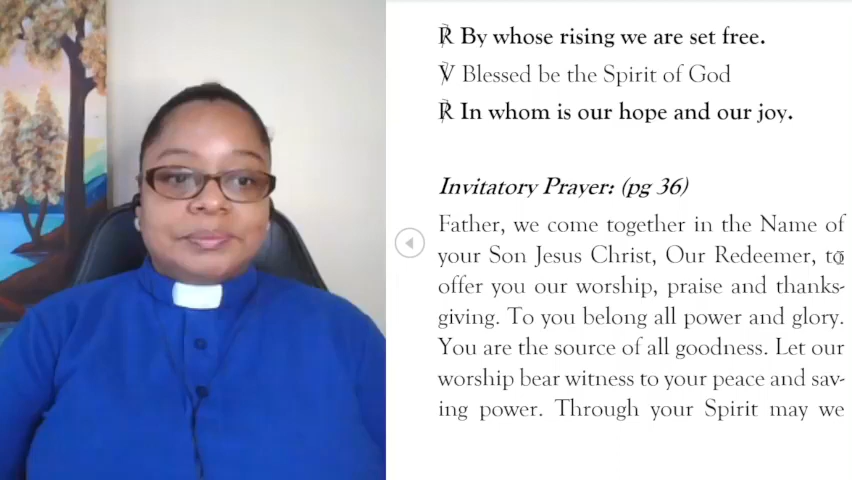 ℟ By whose rising we are set free.
℣ Blessed be the Spirit of God
℟ In whom is our hope and our joy.
Invitatory Prayer: (pg 36)
Father, we come together in the Name of
your Son Jesus Christ, Our Redeemer, to
offer you our worship, praise and thanks-
giving. To you belong all power and glory.
You are the source of all goodness. Let our
worship bear witness to your peace and sav-
ing power. Through your Spirit may we